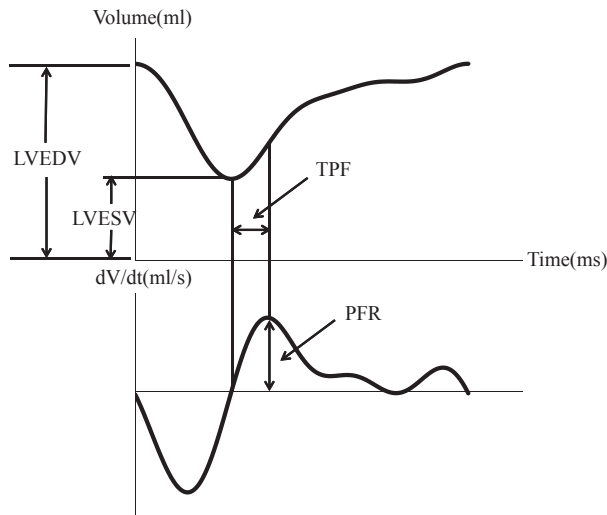 Volume(ml)
LVEDV
TPF
LVESV
Time(ms)
dV/dt(ml/s)
PFR